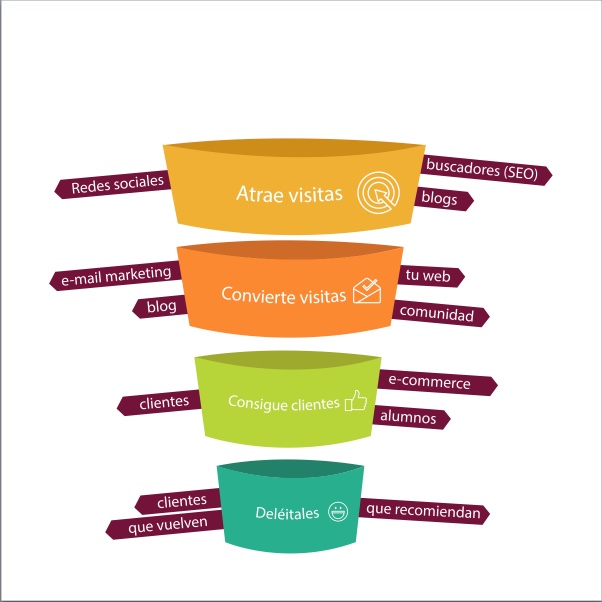 Redes sociales
Atrae visitas
buscadores (SEO)
blogs
e-mail marketing
blog
Convierte visitas
tu web
comunidad
clientes
Consigue clientes
e-commerce
alumnos
clientes
que vuelven
Deléitales
que recomiendan